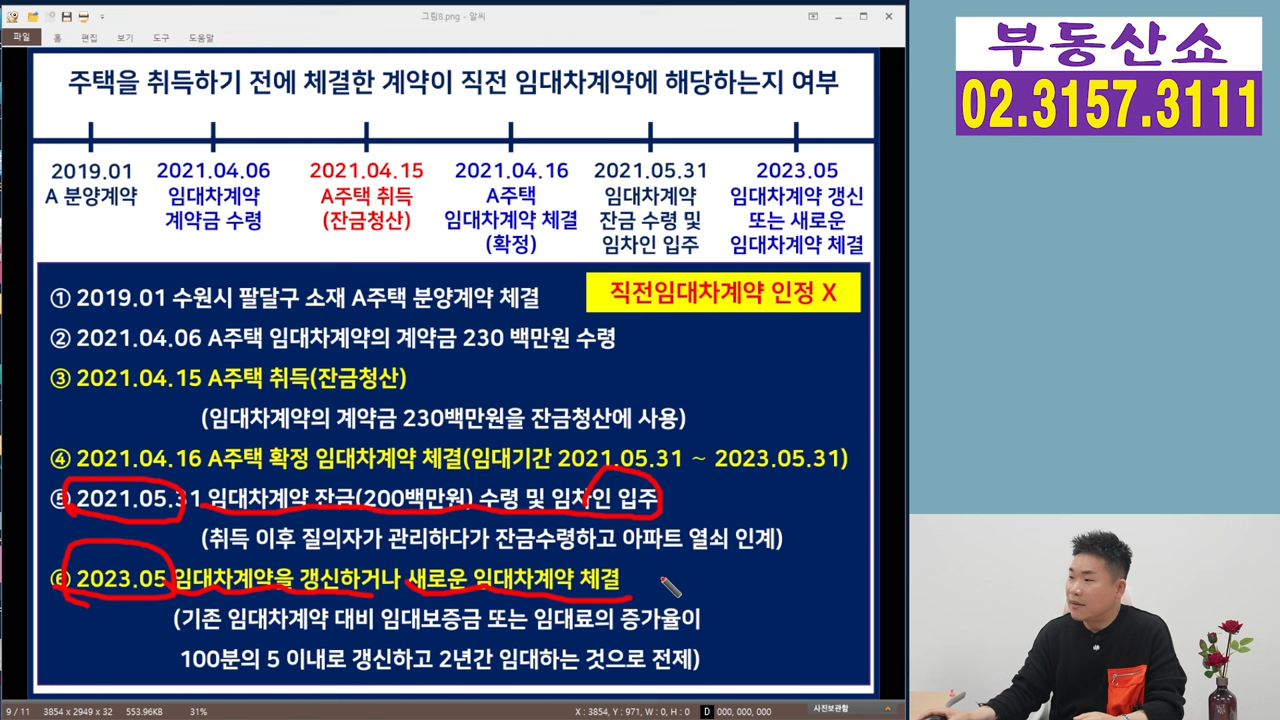 그림8.png - 알씨
파일 홈 편집 보기 도구 도움말
부동산쇼
02.3157.3111
주택을 취득하기 전에 체결한 계약이 직전 임대차계약에 해당하는지 여부
2019.01
A 분양계약
2021.04.06
임대차계약
계약금 수령
2021.04.15
A주택 취득
(잔금청산)
2021.04.16
A주택
임대차계약 체결
(확정)
2021.05.31
임대차계약
잔금 수령 및
임차인 입주
2023.05
임대차계약 갱신
또는 새로운
임대차계약 체결
① 2019.01 수원시 팔달구 소재 A주택 분양계약 체결
직전임대차계약 인정 X
② 2021.04.06 A주택 임대차계약의 계약금 230 백만원 수령
③ 2021.04.15 A주택 취득(잔금청산)
(임대차계약의 계약금 230백만원을 잔금청산에 사용)
④ 2021.04.16 A주택 확정 임대차계약 체결(임대기간 2021.05.31 ~ 2023.05.31)
⑤ 2021.05.31 임대차계약 잔금(200백만원) 수령 및 임차인 입주
(취득 이후 질의자가 관리하다가 잔금수령하고 아파트 열쇠 인계)
⑥ 2023.05 임대차계약을 갱신하거나 새로운 임대차계약 체결
(기존 임대차계약 대비 임대보증금 또는 임대료의 증가율이
100분의 5 이내로 갱신하고 2년간 임대하는 것으로 전제)
9 / 11 3854 x 2949 x 32 553.96KB 31% X : 3854, Y : 971, W : 0, H : 0 D 000, 000, 000 사진보관함